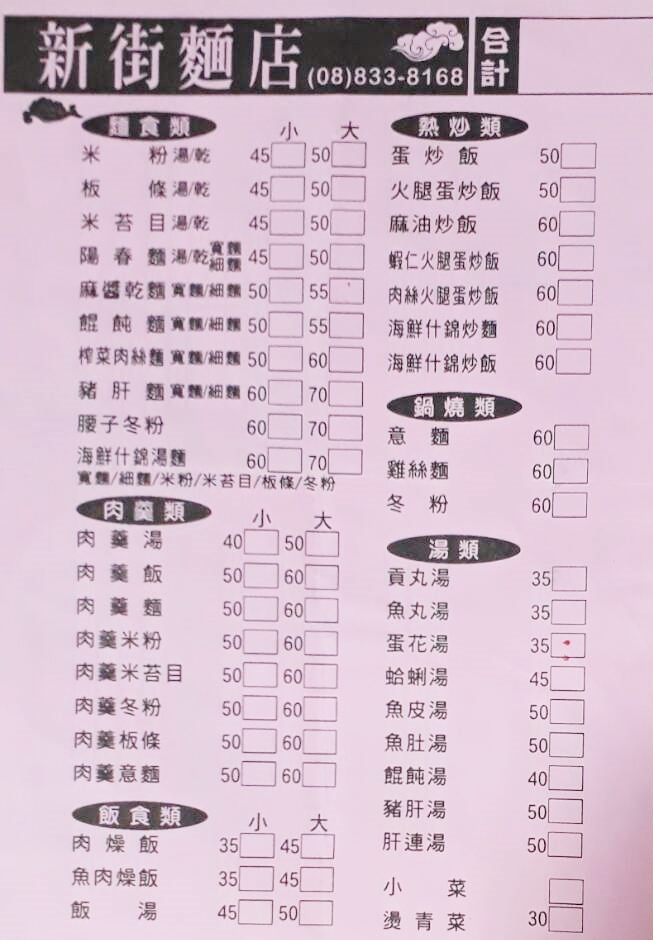 新街麵店(08)833-8168 合計
麵食類 小 大
米粉湯/乾 45 50
板條湯/乾 45 50
米苔目湯/乾 45 50
陽春麵湯/乾 寬麵 細麵 45 50
麻醬乾麵 寬麵/細麵 50 55
餛飩麵 寬麵/細麵 50 55
榨菜肉絲麵 寬麵/細麵 50 60
豬肝麵 寬麵/細麵 60 70
腰子冬粉 60 70
海鮮什錦湯麵 60 70
寬麵/細麵/米粉/米苔目/板條/冬粉
肉羹類 小 大
肉羹湯 40 50
肉羹飯 50 60
肉羹麵 50 60
肉羹米粉 50 60
肉羹米苔目 50 60
肉羹冬粉 50 60
肉羹板條 50 60
肉羹意麵 50 60
飯食類 小 大
肉燥飯 35 45
魚肉燥飯 35 45
飯湯 45 50
熱炒類
蛋炒飯 50
火腿蛋炒飯 50
麻油炒飯 60
蝦仁火腿蛋炒飯 60
肉絲火腿蛋炒飯 60
海鮮什錦炒麵 60
海鮮什錦炒飯 60
鍋燒類
意麵 60
雞絲麵 60
冬粉 60
湯類
貢丸湯 35
魚丸湯 35
蛋花湯 35
蛤蜊湯 45
魚皮湯 50
魚肚湯 50
餛飩湯 40
豬肝湯 50
肝連湯 50
小菜
燙青菜 30